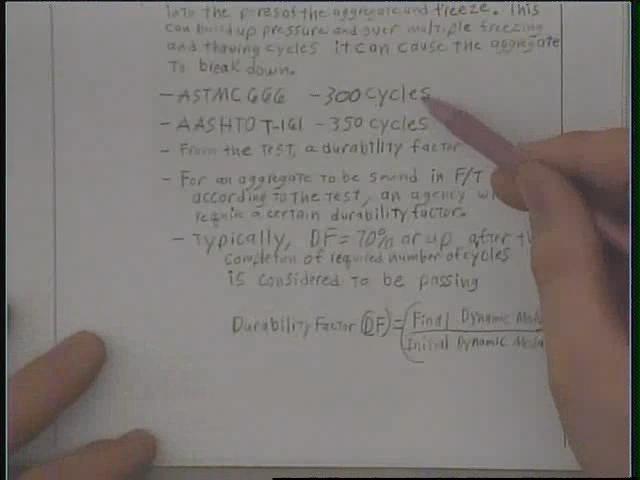 into the pores of the aggregate and freeze. This
can build up pressure and over multiple freezing
and thawing cycles it can cause the aggregate
To break down.
- ASTM C 666 - 300 cycles
- AASHTO T-161 - 350 cycles
- From the Test, a durability factor
- For an aggregate to be sound in F/T
according to the Test, an agency
require a certain durability factor.
- Typically, DF = 70% or up after
completion of required number of cycles
is considered to be passing
Durability Factor (DF) = (Final Dynamic
Initial Dynamic